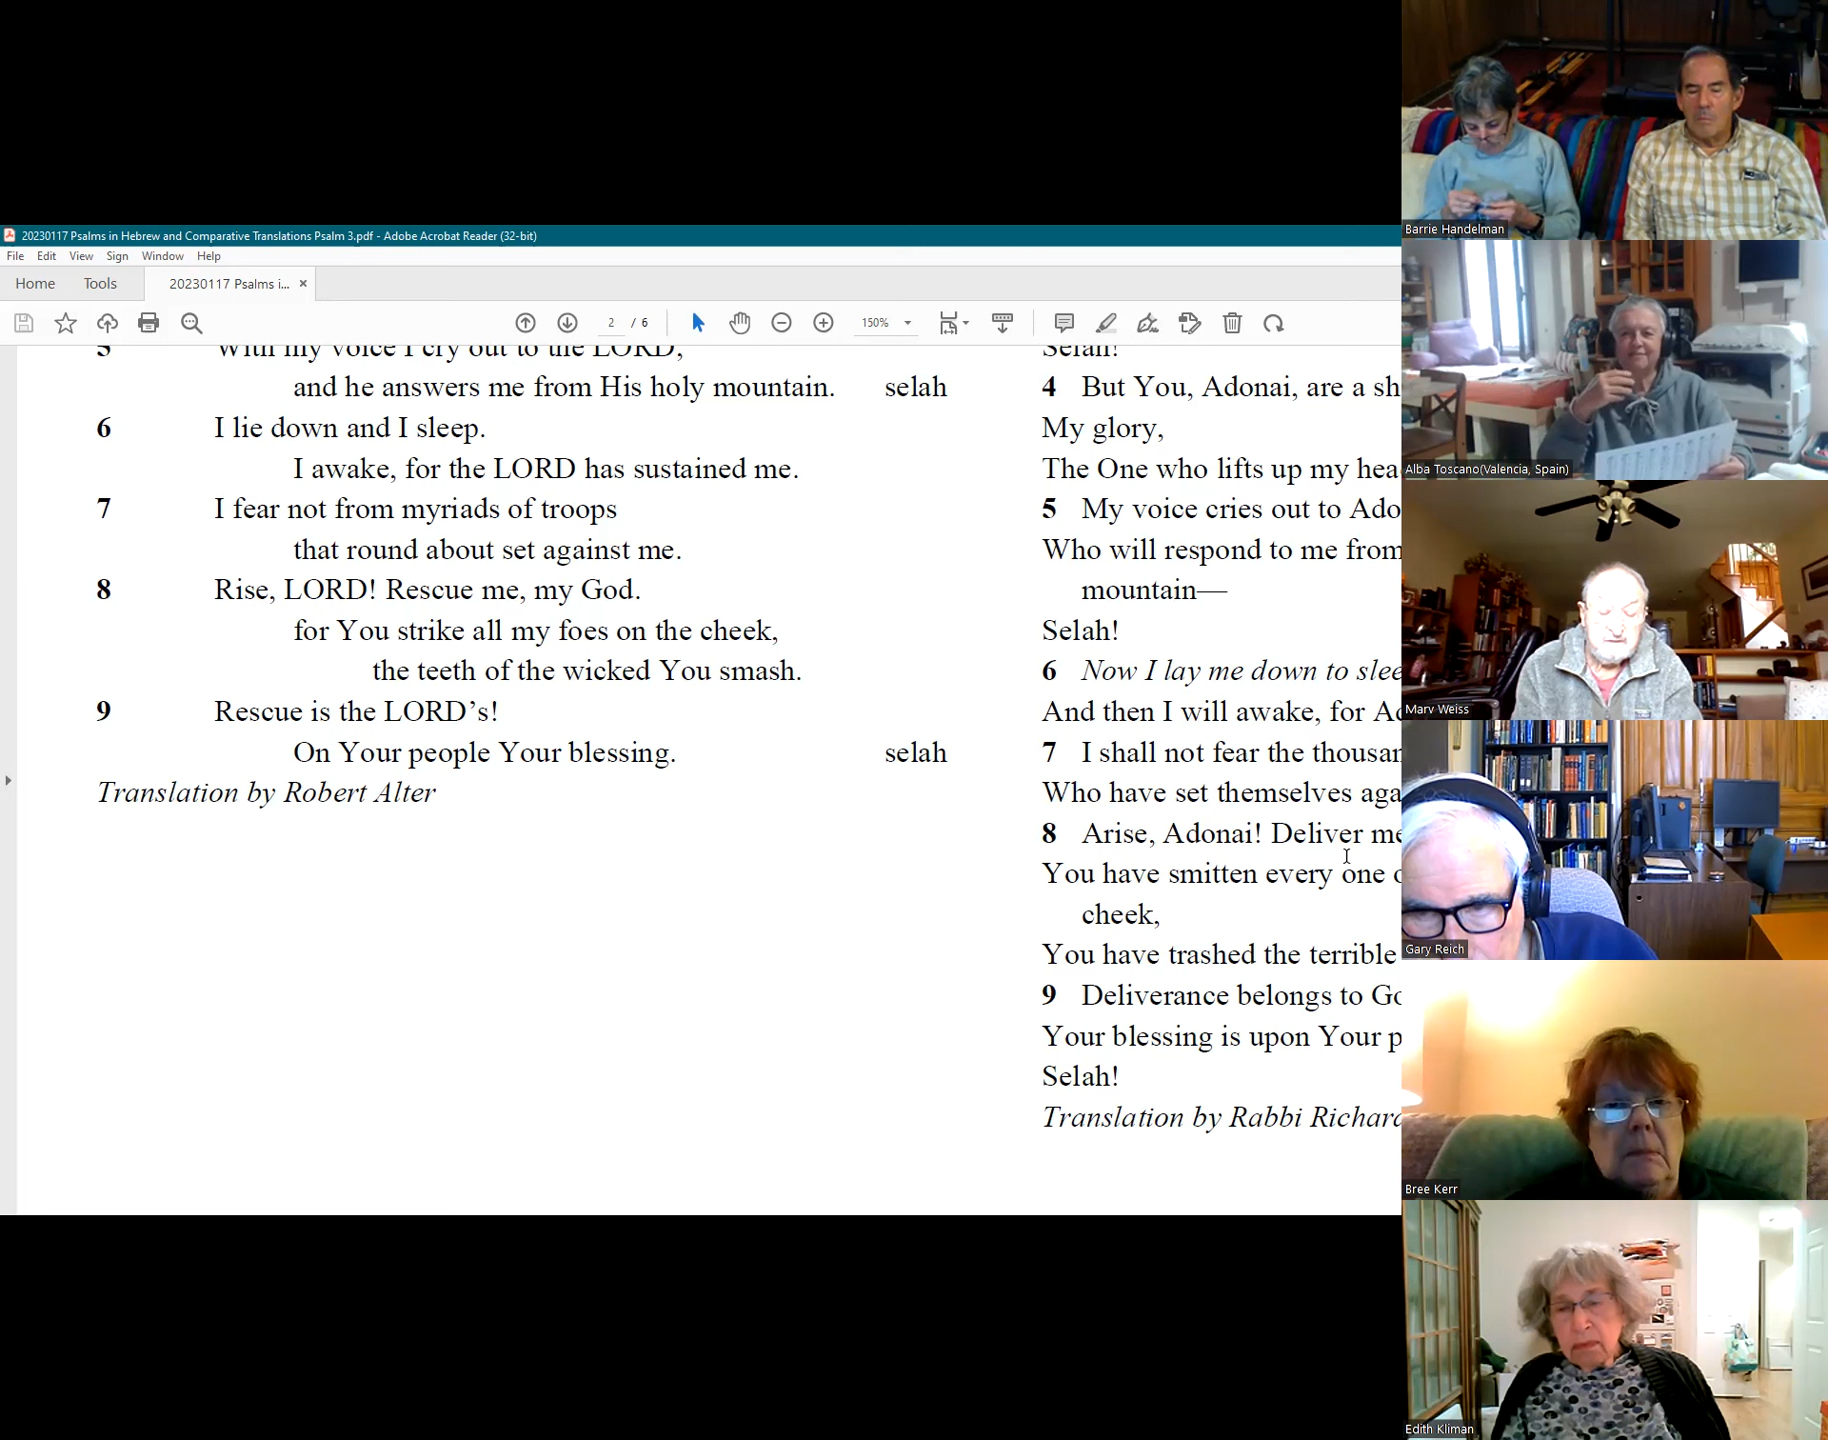 20230117 Psalms in Hebrew and Comparative Translations Psalm 3.pdf - Adobe Acrobat Reader (32-bit)
File Edit View Sign Window Help
Home Tools 20230117 Psalms i... ×
2 / 6 150%
5 With my voice I cry out to the LORD,
and he answers me from His holy mountain. selah
6 I lie down and I sleep.
I awake, for the LORD has sustained me.
7 I fear not from myriads of troops
that round about set against me.
8 Rise, LORD! Rescue me, my God.
for You strike all my foes on the cheek,
the teeth of the wicked You smash.
9 Rescue is the LORD’s!
On Your people Your blessing. selah
Translation by Robert Alter
Selah!
4 But You, Adonai, are a sh
My glory,
The One who lifts up my hea
5 My voice cries out to Ado
Who will respond to me from
mountain—
Selah!
6 Now I lay me down to slee
And then I will awake, for Ad
7 I shall not fear the thousan
Who have set themselves aga
8 Arise, Adonai! Deliver me
You have smitten every one o
cheek,
You have trashed the terrible
9 Deliverance belongs to Go
Your blessing is upon Your p
Selah!
Translation by Rabbi Richard
Barrie Handelman
Alba Toscano(Valencia, Spain)
Marv Weiss
Gary Reich
Bree Kerr
Edith Kliman